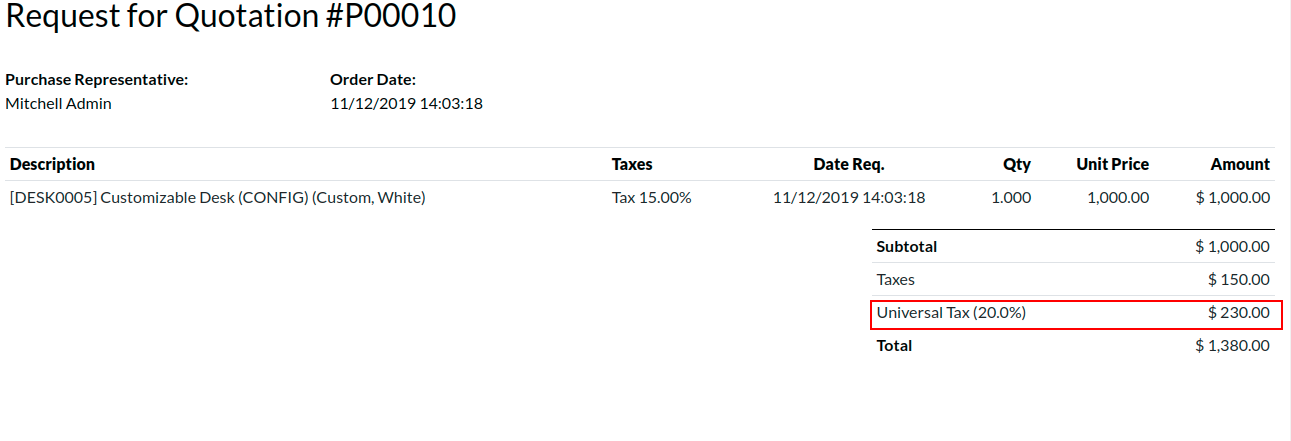 Request for Quotation #P00010
Purchase Representative: Order Date:
Mitchell Admin 11/12/2019 14:03:18
Description Taxes Date Req. Qty Unit Price Amount
[DESK0005] Customizable Desk (CONFIG) (Custom, White) Tax 15.00% 11/12/2019 14:03:18 1.000 1,000.00 $ 1,000.00
Subtotal $ 1,000.00
Taxes $ 150.00
Universal Tax (20.0%) $ 230.00
Total $ 1,380.00